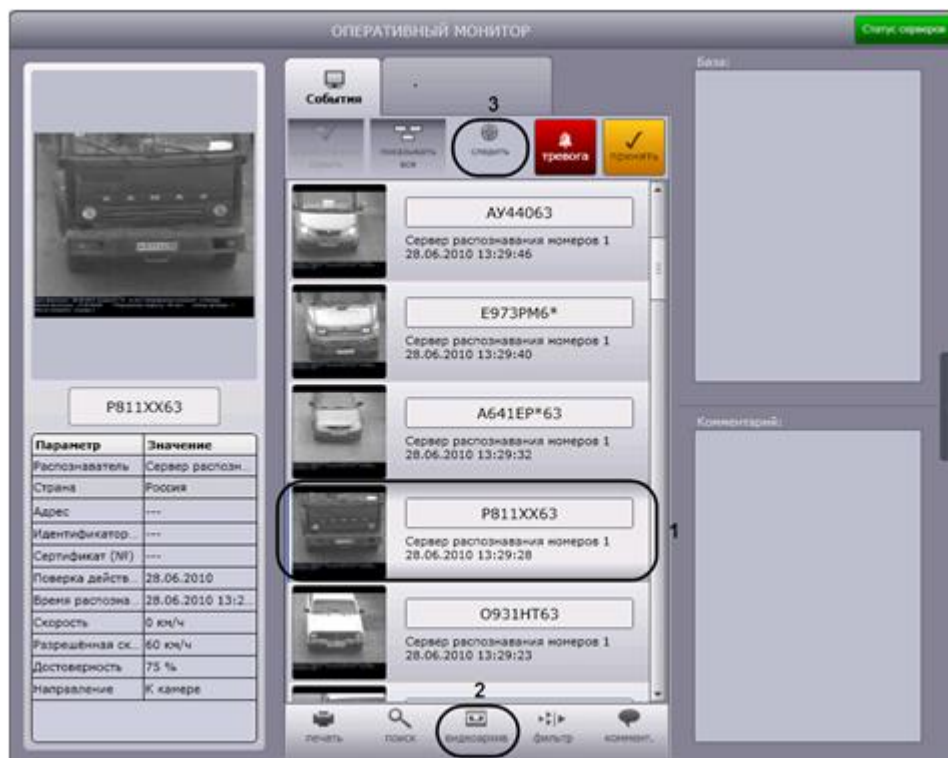 ОПЕРАТИВНЫЙ МОНИТОР
Статус серверов
События
3
показывать
все
следить
тревога
принять
База:
АУ44063
Сервер распознавания номеров 1
28.06.2010 13:29:46
Е973РМ6*
Сервер распознавания номеров 1
28.06.2010 13:29:40
А641ЕР*63
Сервер распознавания номеров 1
28.06.2010 13:29:32
Р811ХХ63
Сервер распознавания номеров 1
28.06.2010 13:29:28
1
О931НТ63
Сервер распознавания номеров 1
28.06.2010 13:29:23
Р811ХХ63
Параметр Значение
Распознаватель Сервер распозн...
Страна Россия
Адрес ---
Идентификатор... ---
Сертификат (№) ---
Поверка действ... 28.06.2010
Время распозна... 28.06.2010 13:2...
Скорость 0 км/ч
Разрешённая ск... 60 км/ч
Достоверность 75 %
Направление К камере
Комментарий:
2
печать поиск видеоархив фильтр коммент.